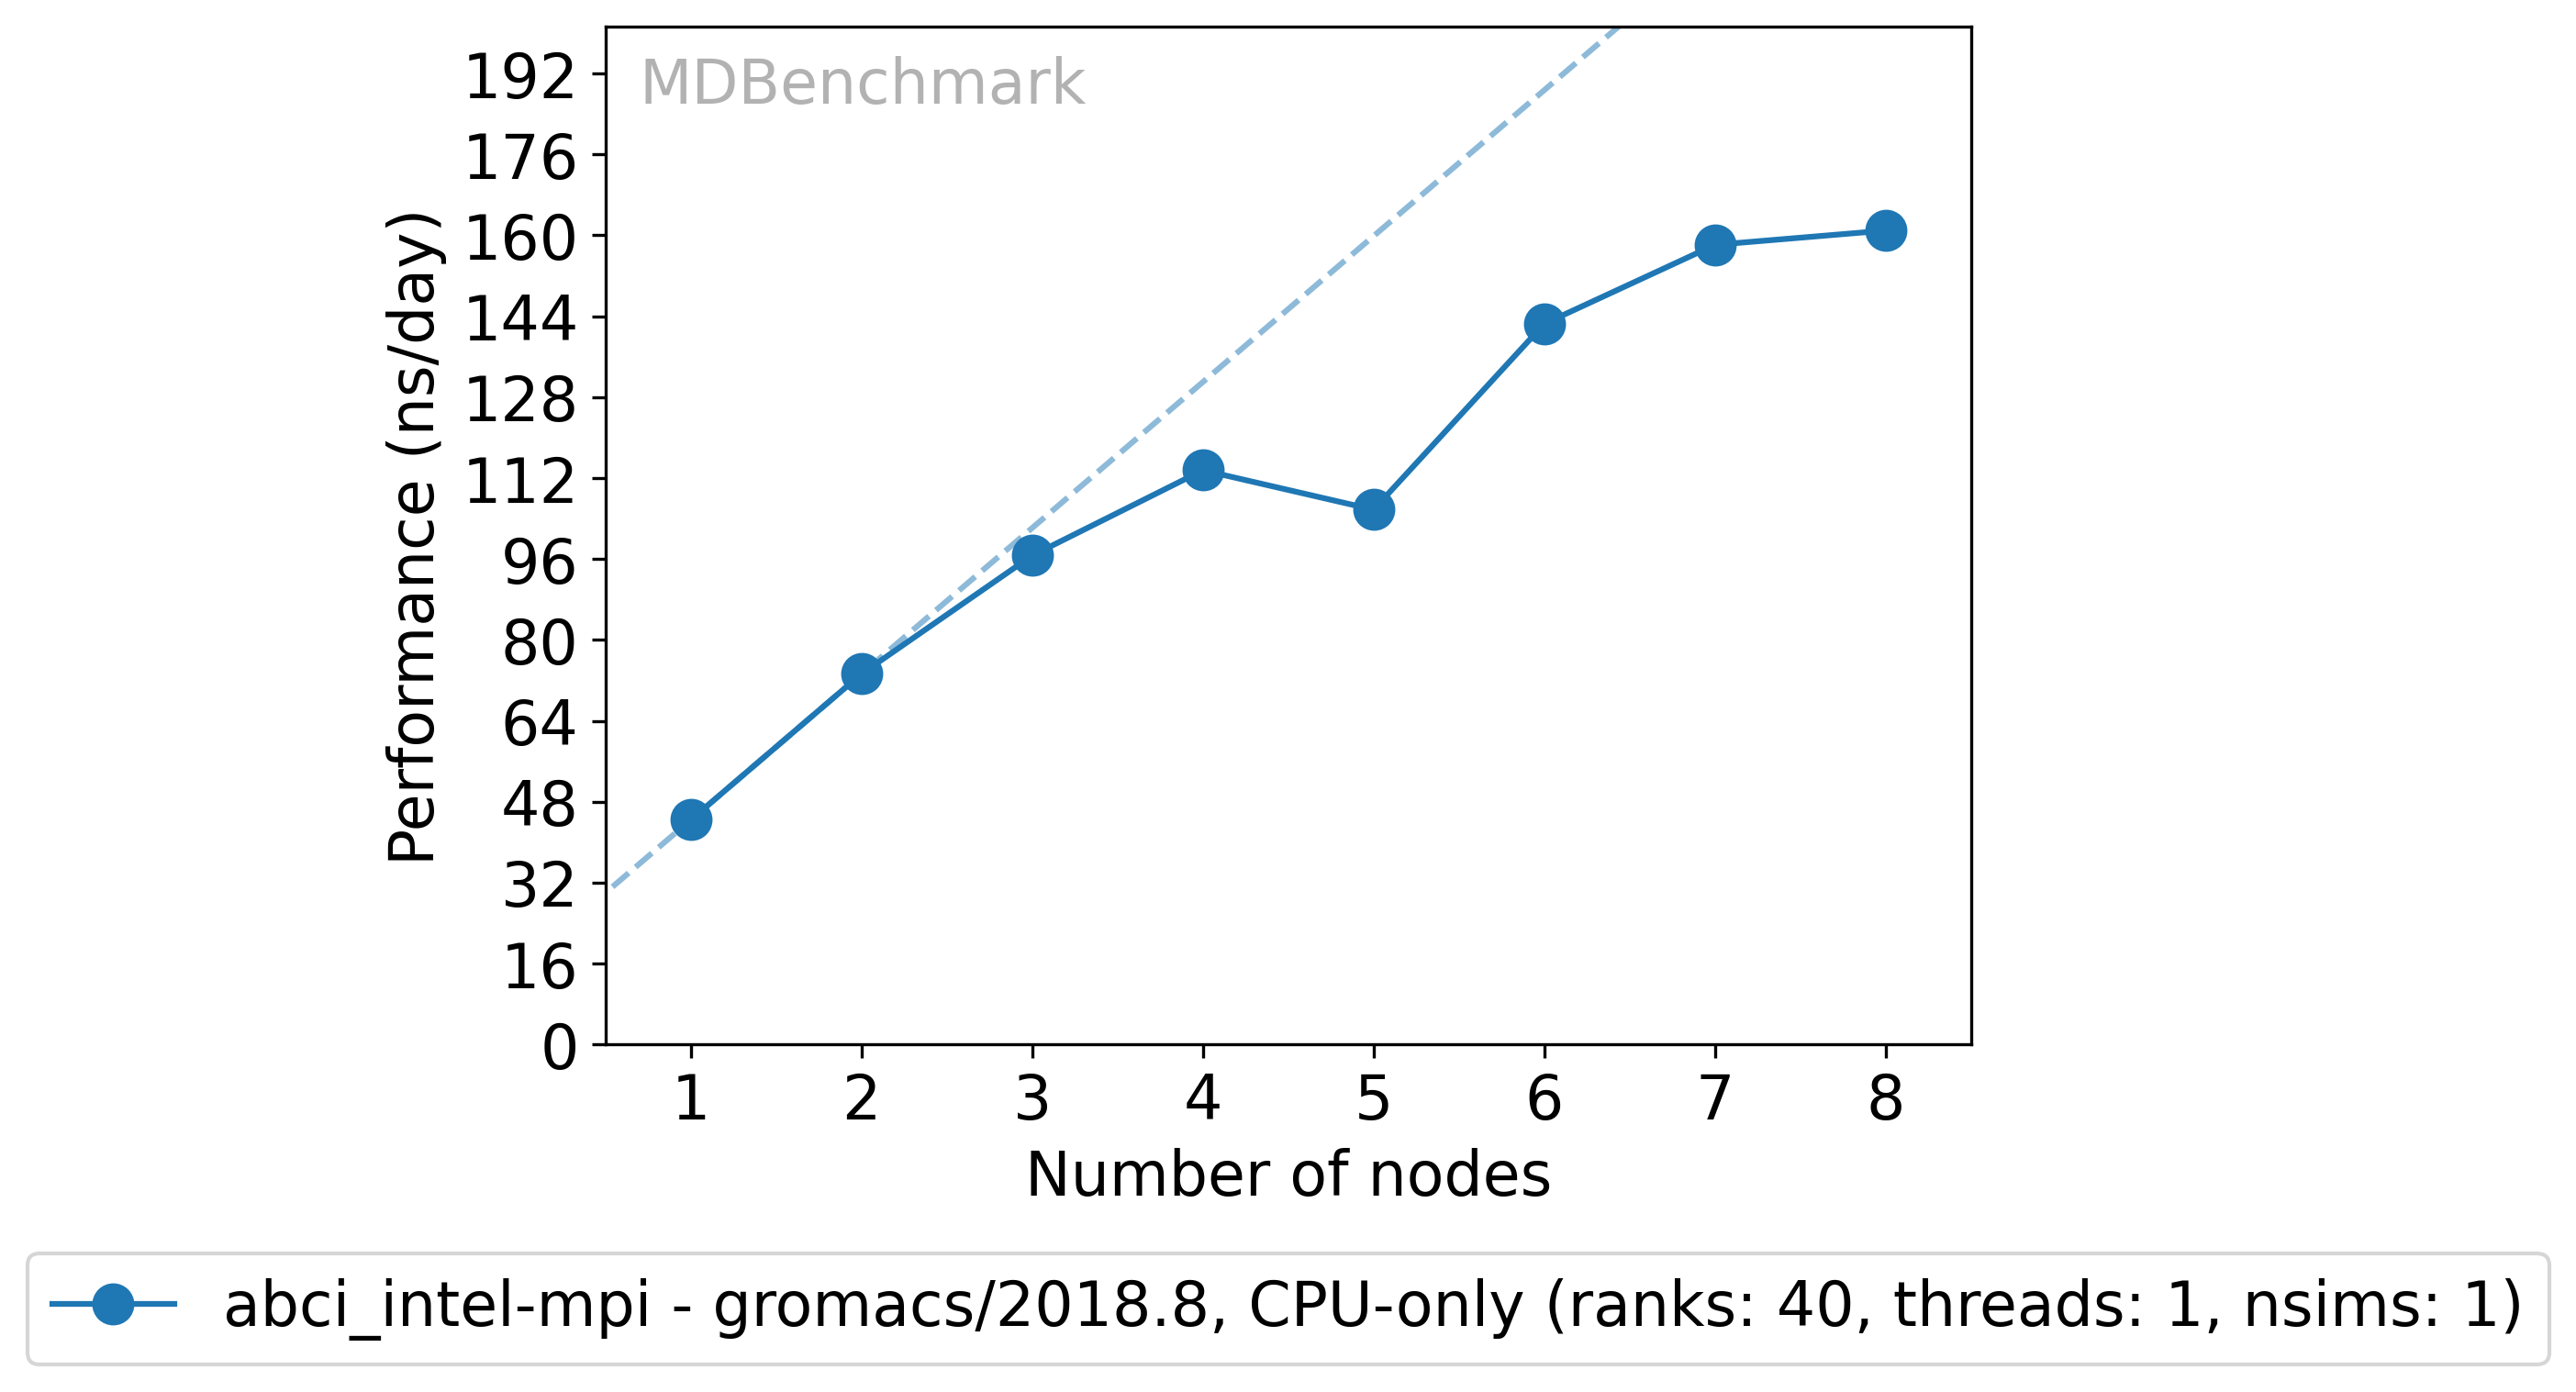 MDBenchmark
Performance (ns/day)
192
176
160
144
128
112
96
80
64
48
32
16
0
1 2 3 4 5 6 7 8
Number of nodes
abci_intel-mpi - gromacs/2018.8, CPU-only (ranks: 40, threads: 1, nsims: 1)